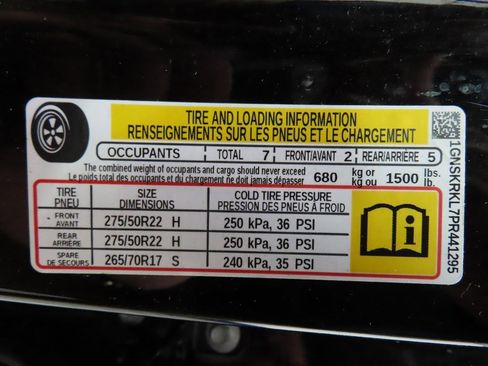 TIRE AND LOADING INFORMATION
RENSEIGNEMENTS SUR LES PNEUS ET LE CHARGEMENT
OCCUPANTS TOTAL 7 FRONT/AVANT 2 REAR/ARRIÈRE 5
The combined weight of occupants and cargo should never exceed 680 kg or 1500 lbs.
Le poids total des occupants et du chargement ne doit jamais dépasser kg ou lb.
TIRE SIZE COLD TIRE PRESSURE
PNEU DIMENSIONS PRESSION DES PNEUS À FROID
FRONT
AVANT 275/50R22 H 250 kPa, 36 PSI
REAR
ARRIÈRE 275/50R22 H 250 kPa, 36 PSI
SPARE
DE SECOURS 265/70R17 S 240 kPa, 35 PSI
1GNSKRKL7PR441295